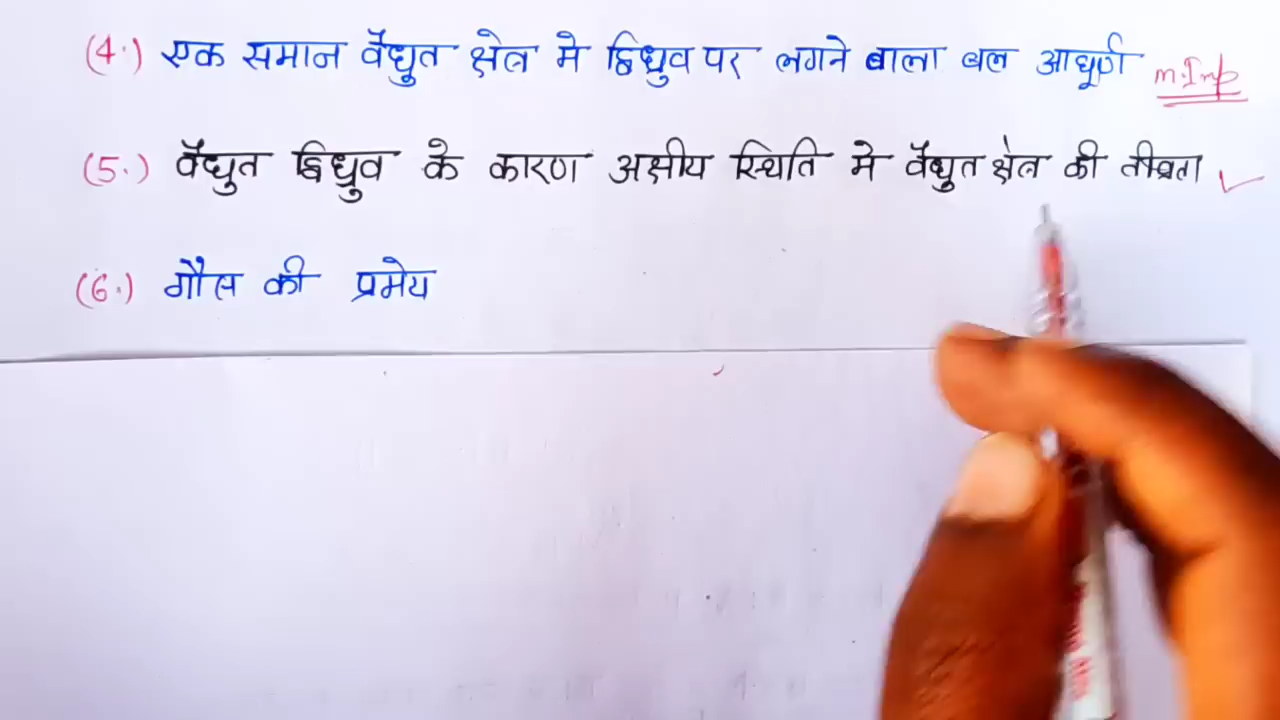 (4.) एक समान वैद्युत क्षेत्र मे द्विध्रुव पर लगने बाला बल आघूर्ण m.Imp
(5.) वैद्युत द्विध्रुव के कारण अक्षीय स्थिति मे वैद्युत क्षेत्र की तीव्रता
(6.) गौस की प्रमेय